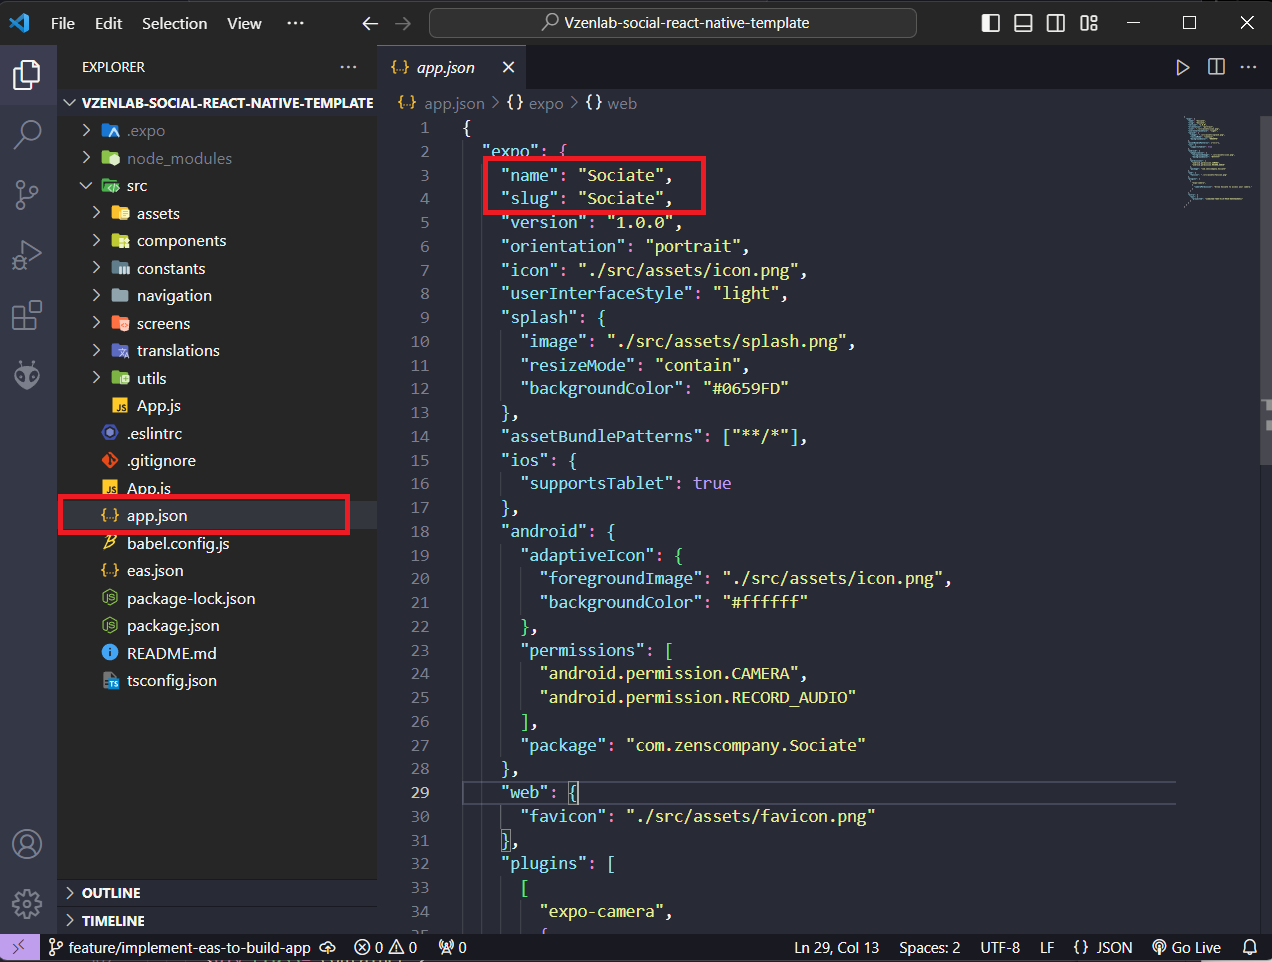 File Edit Selection View ··· Vzenlab-social-react-native-template
EXPLORER ···
VZENLAB-SOCIAL-REACT-NATIVE-TEMPLATE
.expo
node_modules
src
assets
components
constants
navigation
screens
translations
utils
JS App.js
.eslintrc
.gitignore
JS App.js
{..} app.json
babel.config.js
{..} eas.json
package-lock.json
package.json
README.md
tsconfig.json
OUTLINE
TIMELINE
{..} app.json
{..} app.json > {} expo > {} web
1 {
2 "expo": {
3 "name": "Sociate",
4 "slug": "Sociate",
5 "version": "1.0.0",
6 "orientation": "portrait",
7 "icon": "./src/assets/icon.png",
8 "userInterfaceStyle": "light",
9 "splash": {
10 "image": "./src/assets/splash.png",
11 "resizeMode": "contain",
12 "backgroundColor": "#0659FD"
13 },
14 "assetBundlePatterns": ["**/*"],
15 "ios": {
16 "supportsTablet": true
17 },
18 "android": {
19 "adaptiveIcon": {
20 "foregroundImage": "./src/assets/icon.png",
21 "backgroundColor": "#ffffff"
22 },
23 "permissions": [
24 "android.permission.CAMERA",
25 "android.permission.RECORD_AUDIO"
26 ],
27 "package": "com.zenscompany.Sociate"
28 },
29 "web": {
30 "favicon": "./src/assets/favicon.png"
31 },
32 "plugins": [
33 [
34 "expo-camera",
35 {
feature/implement-eas-to-build-app 0 0 0 Ln 29, Col 13 Spaces: 2 UTF-8 LF {} JSON Go Live